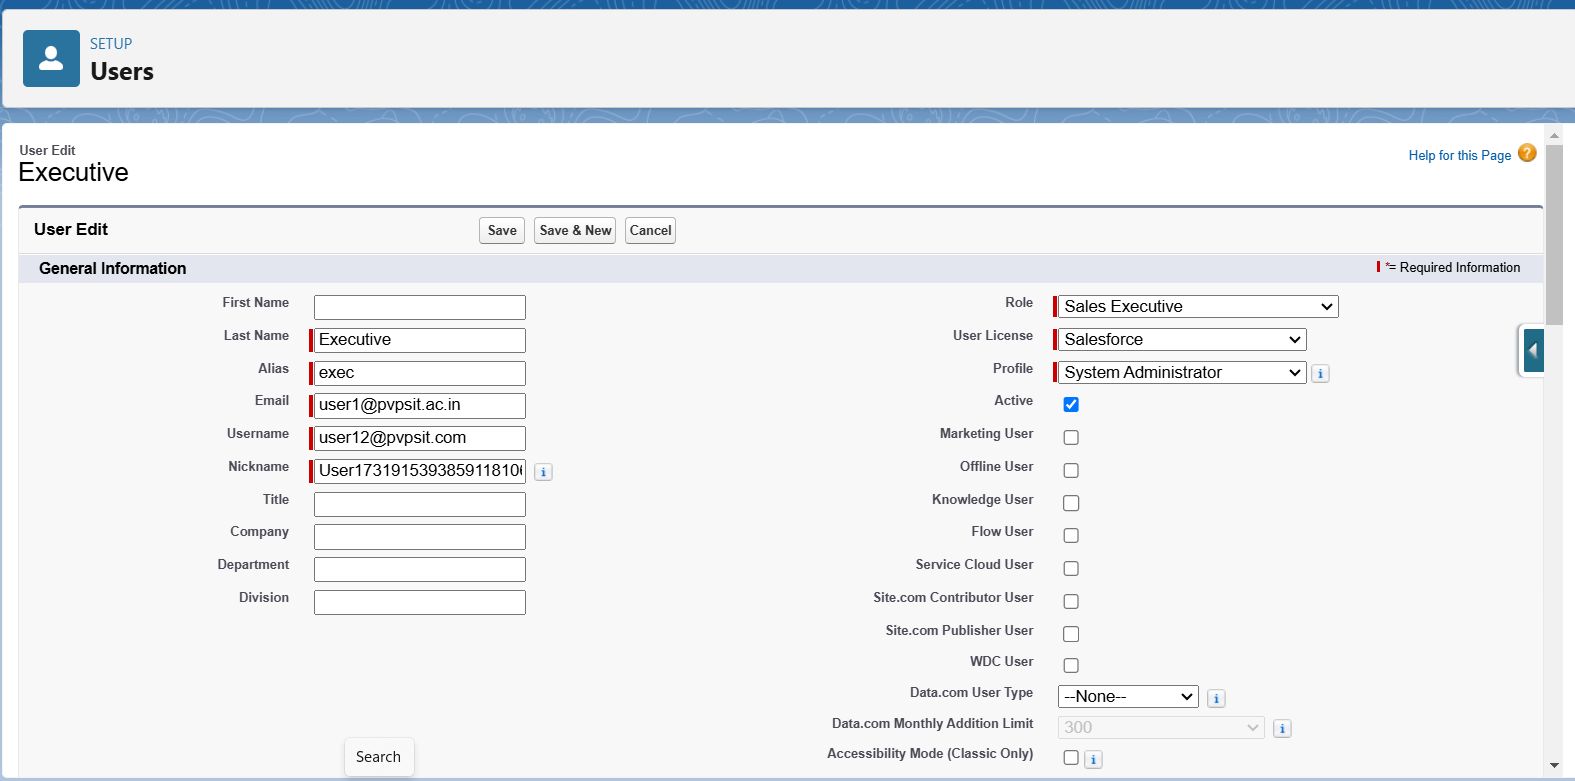 SETUP
Users
User Edit
Executive
Help for this Page ?
User Edit
Save
Save & New
Cancel
General Information
*= Required Information
First Name
Last Name
Executive
Alias
exec
Email
user1@pvpsit.ac.in
Username
user12@pvpsit.com
Nickname
User1731915393859118106
i
Title
Company
Department
Division
Role
Sales Executive
User License
Salesforce
Profile
System Administrator
i
Active
Marketing User
Offline User
Knowledge User
Flow User
Service Cloud User
Site.com Contributor User
Site.com Publisher User
WDC User
Data.com User Type
--None--
i
Data.com Monthly Addition Limit
300
i
Accessibility Mode (Classic Only)
i
Search